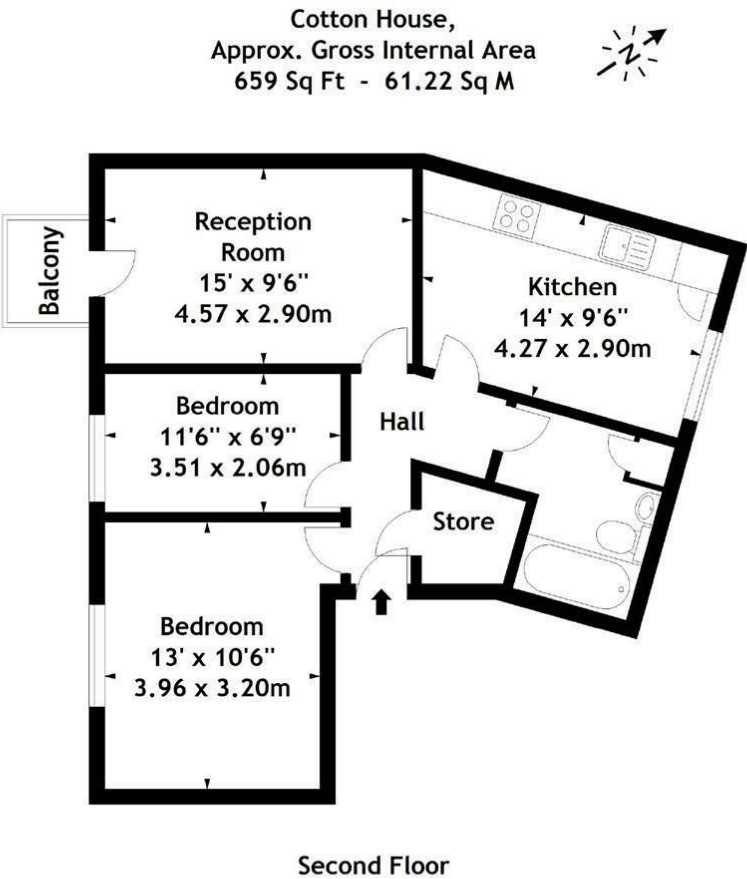 Cotton House,
Approx. Gross Internal Area
659 Sq Ft - 61.22 Sq M
N
Balcony
Reception
Room
15' x 9'6"
4.57 x 2.90m
Kitchen
14' x 9'6"
4.27 x 2.90m
Bedroom
11'6" x 6'9"
3.51 x 2.06m
Hall
Store
Bedroom
13' x 10'6"
3.96 x 3.20m
Second Floor